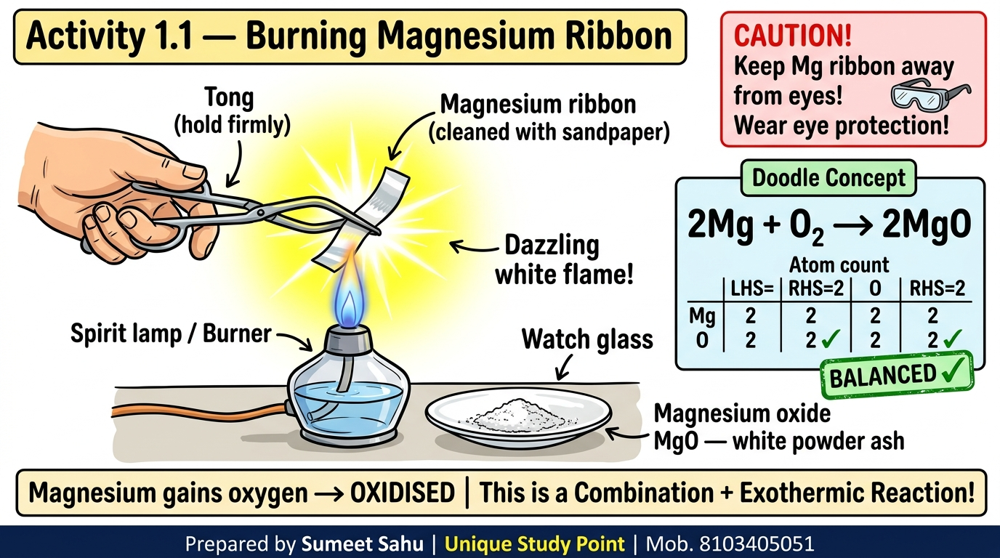 Activity 1.1 — Burning Magnesium Ribbon
CAUTION!
Keep Mg ribbon away
from eyes!
Wear eye protection!
Tong
(hold firmly)
Magnesium ribbon
(cleaned with sandpaper)
Dazzling
white flame!
Spirit lamp / Burner
Watch glass
Magnesium oxide
MgO — white powder ash
Doodle Concept
2Mg + O₂ → 2MgO
Atom count
LHS= RHS=2 O RHS=2
Mg 2 2 2 2
O 2 2 ✓ 2 2 ✓
BALANCED ✓
Magnesium gains oxygen → OXIDISED | This is a Combination + Exothermic Reaction!
Prepared by Sumeet Sahu | Unique Study Point | Mob. 8103405051